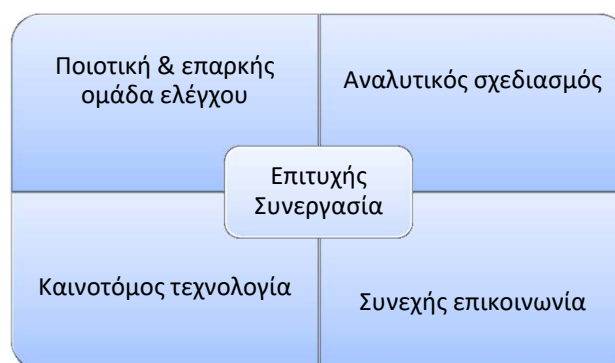 Ποιοτική & επαρκής
ομάδα ελέγχου
Αναλυτικός σχεδιασμός
Επιτυχής
Συνεργασία
Καινοτόμος τεχνολογία
Συνεχής επικοινωνία